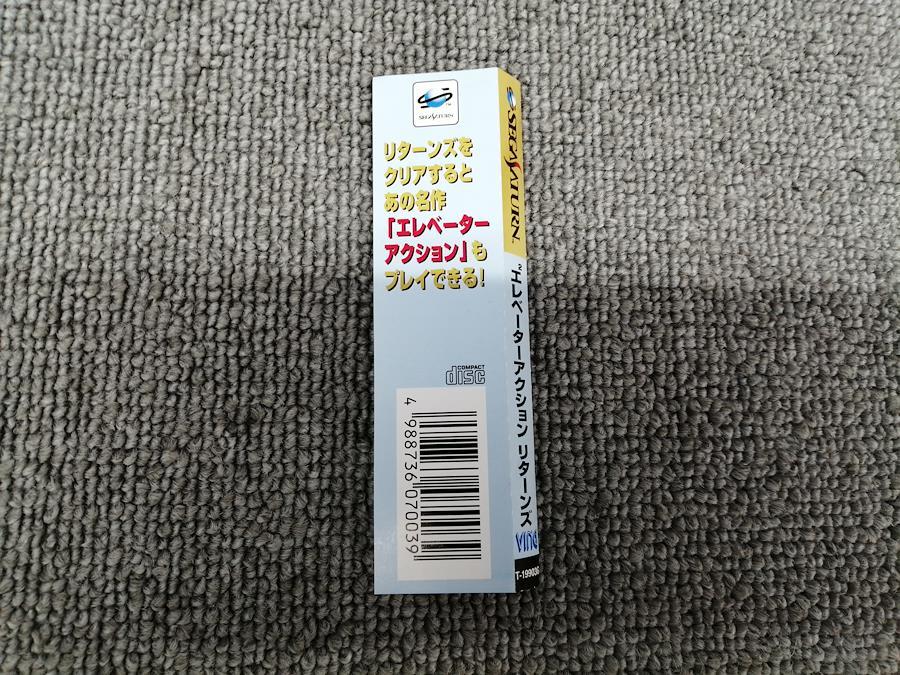 SEGA SATURN
リターンズを
クリアすると
あの名作
「エレベーター
アクション」も
プレイできる!
COMPACT
disc
4 988736 070039
SEGA SATURN
エレベーターアクション リターンズ
T-19903G